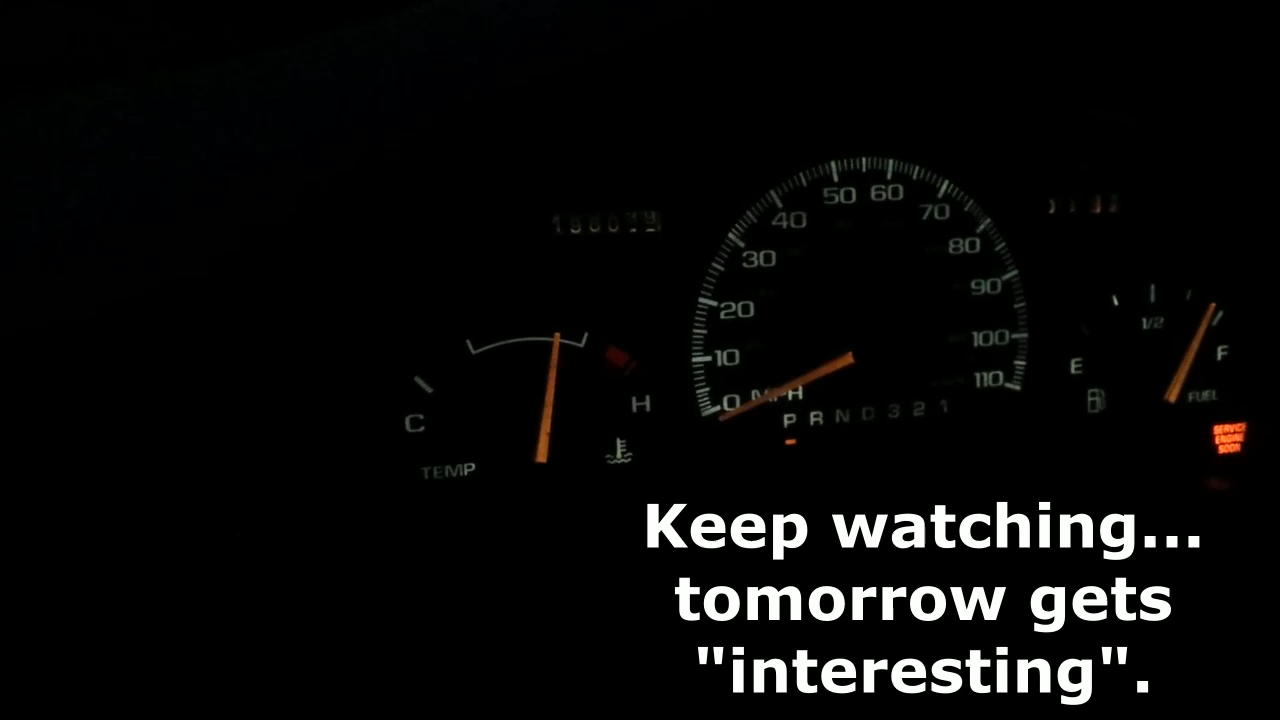 50 60
40 70
30 80
90
20
1/2
100
10
F
E
110
0 MPH
H
FUEL
C
P R N D 3 2 1
SERVICE
ENGINE
SOON
TEMP
Keep watching...
tomorrow gets
"interesting".